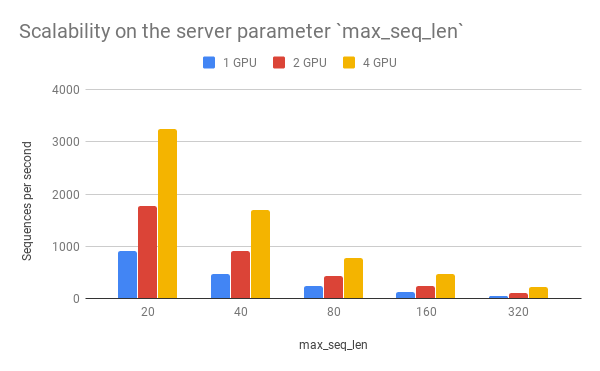 Scalability on the server parameter `max_seq_len`
1 GPU 2 GPU 4 GPU
4000
3000
2000
1000
0
Sequences per second
20 40 80 160 320
max_seq_len